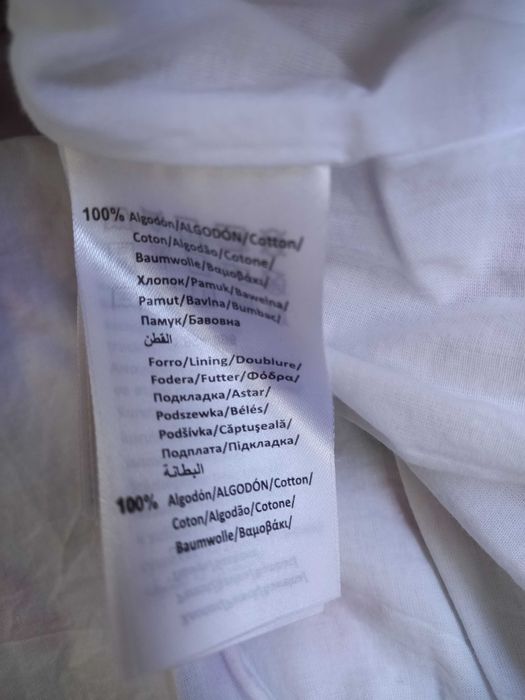 100% Algodón/ALGODÓN/Cotton/
Coton/Algodão/Cotone/
Baumwolle/Βαμβάκι/
Хлопок/Pamuk/Bawełna/
Pamut/Bavlna/Bumbac/
Памук/Бавовна
القطن
Forro/Lining/Doublure/
Fodera/Futter/Φόδρα/
Подкладка/Astar/
Podszewka/Bélés/
Podšívka/Căptuşeală/
Подплата/Підкладка/
البطانة
100% Algodón/ALGODÓN/Cotton/
Coton/Algodão/Cotone/
Baumwolle/Βαμβάκι/